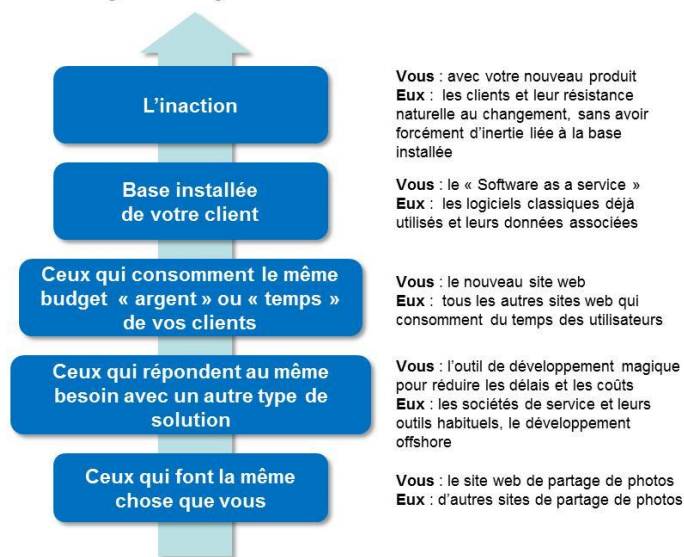 L'inaction
Vous : avec votre nouveau produit
Eux : les clients et leur résistance
naturelle au changement, sans avoir
forcément d'inertie liée à la base
installée
Base installée
de votre client
Vous : le « Software as a service »
Eux : les logiciels classiques déjà
utilisés et leurs données associées
Ceux qui consomment le même
budget « argent » ou « temps »
de vos clients
Vous : le nouveau site web
Eux : tous les autres sites web qui
consomment du temps des utilisateurs
Ceux qui répondent au même
besoin avec un autre type de
solution
Vous : l'outil de développement magique
pour réduire les délais et les coûts
Eux : les sociétés de service et leurs
outils habituels, le développement
offshore
Ceux qui font la même
chose que vous
Vous : le site web de partage de photos
Eux : d'autres sites de partage de photos